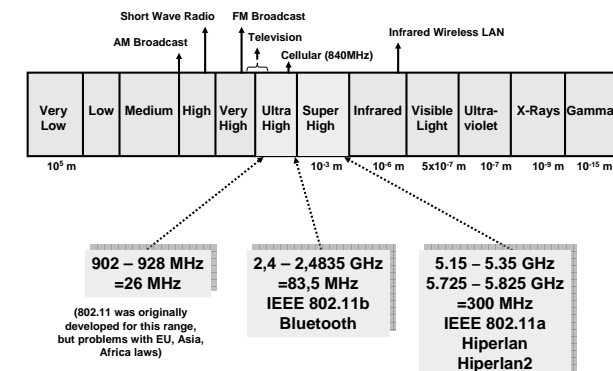 Short Wave Radio
FM Broadcast
AM Broadcast
Television
Infrared Wireless LAN
Cellular (840MHz)
Very Low
Low
Medium
High
Very High
Ultra High
Super High
Infrared
Visible Light
Ultra-violet
X-Rays
Gamma
10⁵ m
10⁻³ m
10⁻⁶ m
5x10⁻⁷ m
10⁻⁷ m
10⁻⁹ m
10⁻¹⁵ m
902 – 928 MHz
=26 MHz
(802.11 was originally
developed for this range,
but problems with EU, Asia,
Africa laws)
2,4 – 2,4835 GHz
=83,5 MHz
IEEE 802.11b
Bluetooth
5.15 – 5.35 GHz
5.725 – 5.825 GHz
=300 MHz
IEEE 802.11a
Hiperlan
Hiperlan2